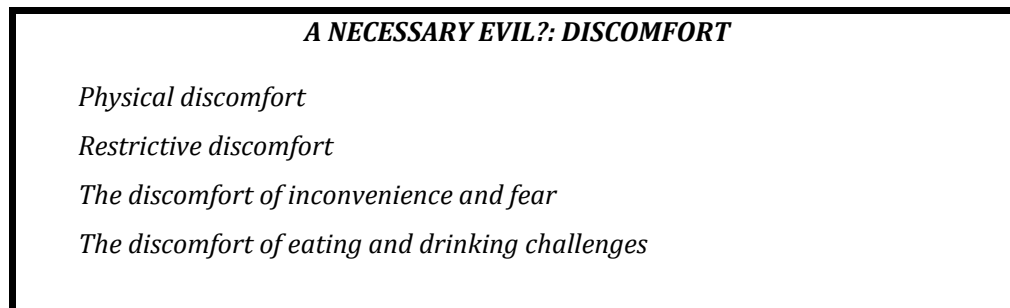 A NECESSARY EVIL?: DISCOMFORT
Physical discomfort
Restrictive discomfort
The discomfort of inconvenience and fear
The discomfort of eating and drinking challenges